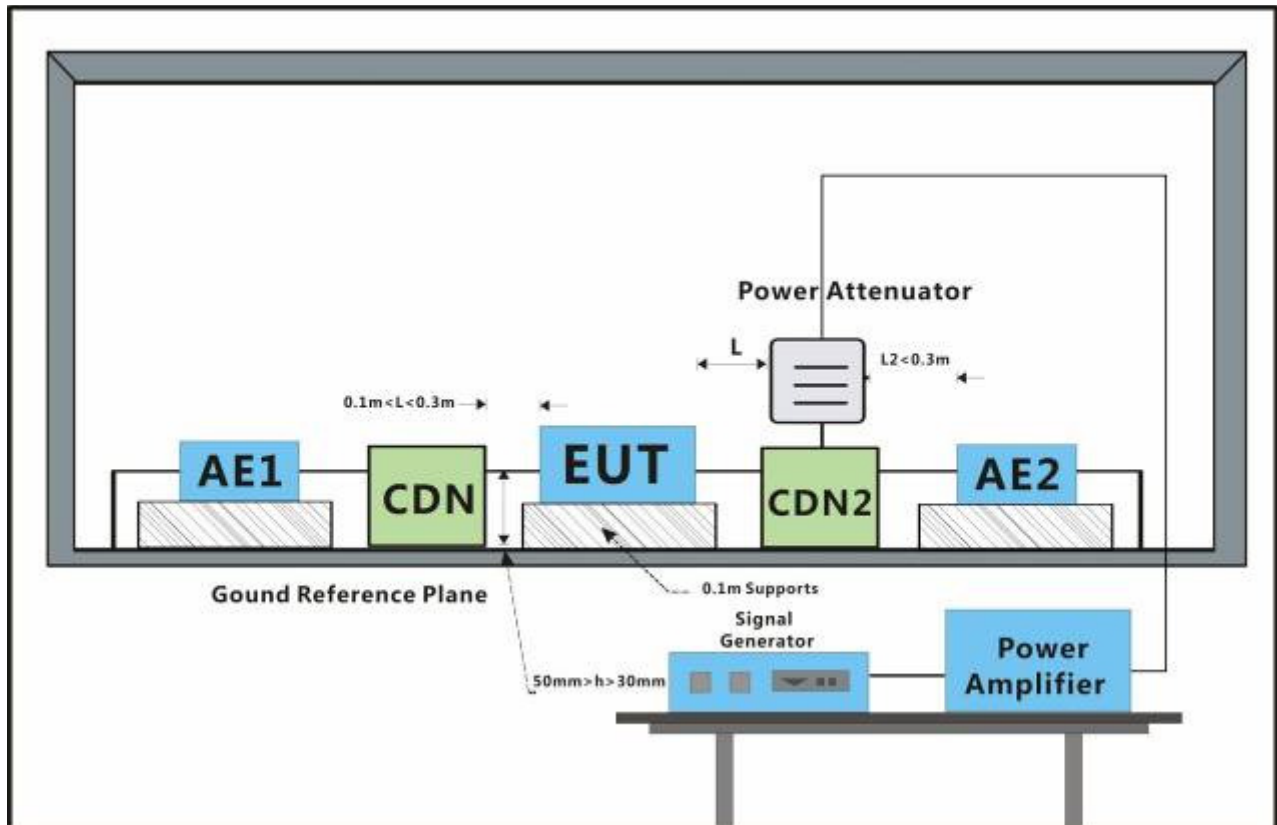 Power Attenuator
L
L2<0.3m
0.1m<L<0.3m
AE1
CDN
EUT
CDN2
AE2
Gound Reference Plane
0.1m Supports
Signal
Generator
50mm>h>30mm
Power
Amplifier